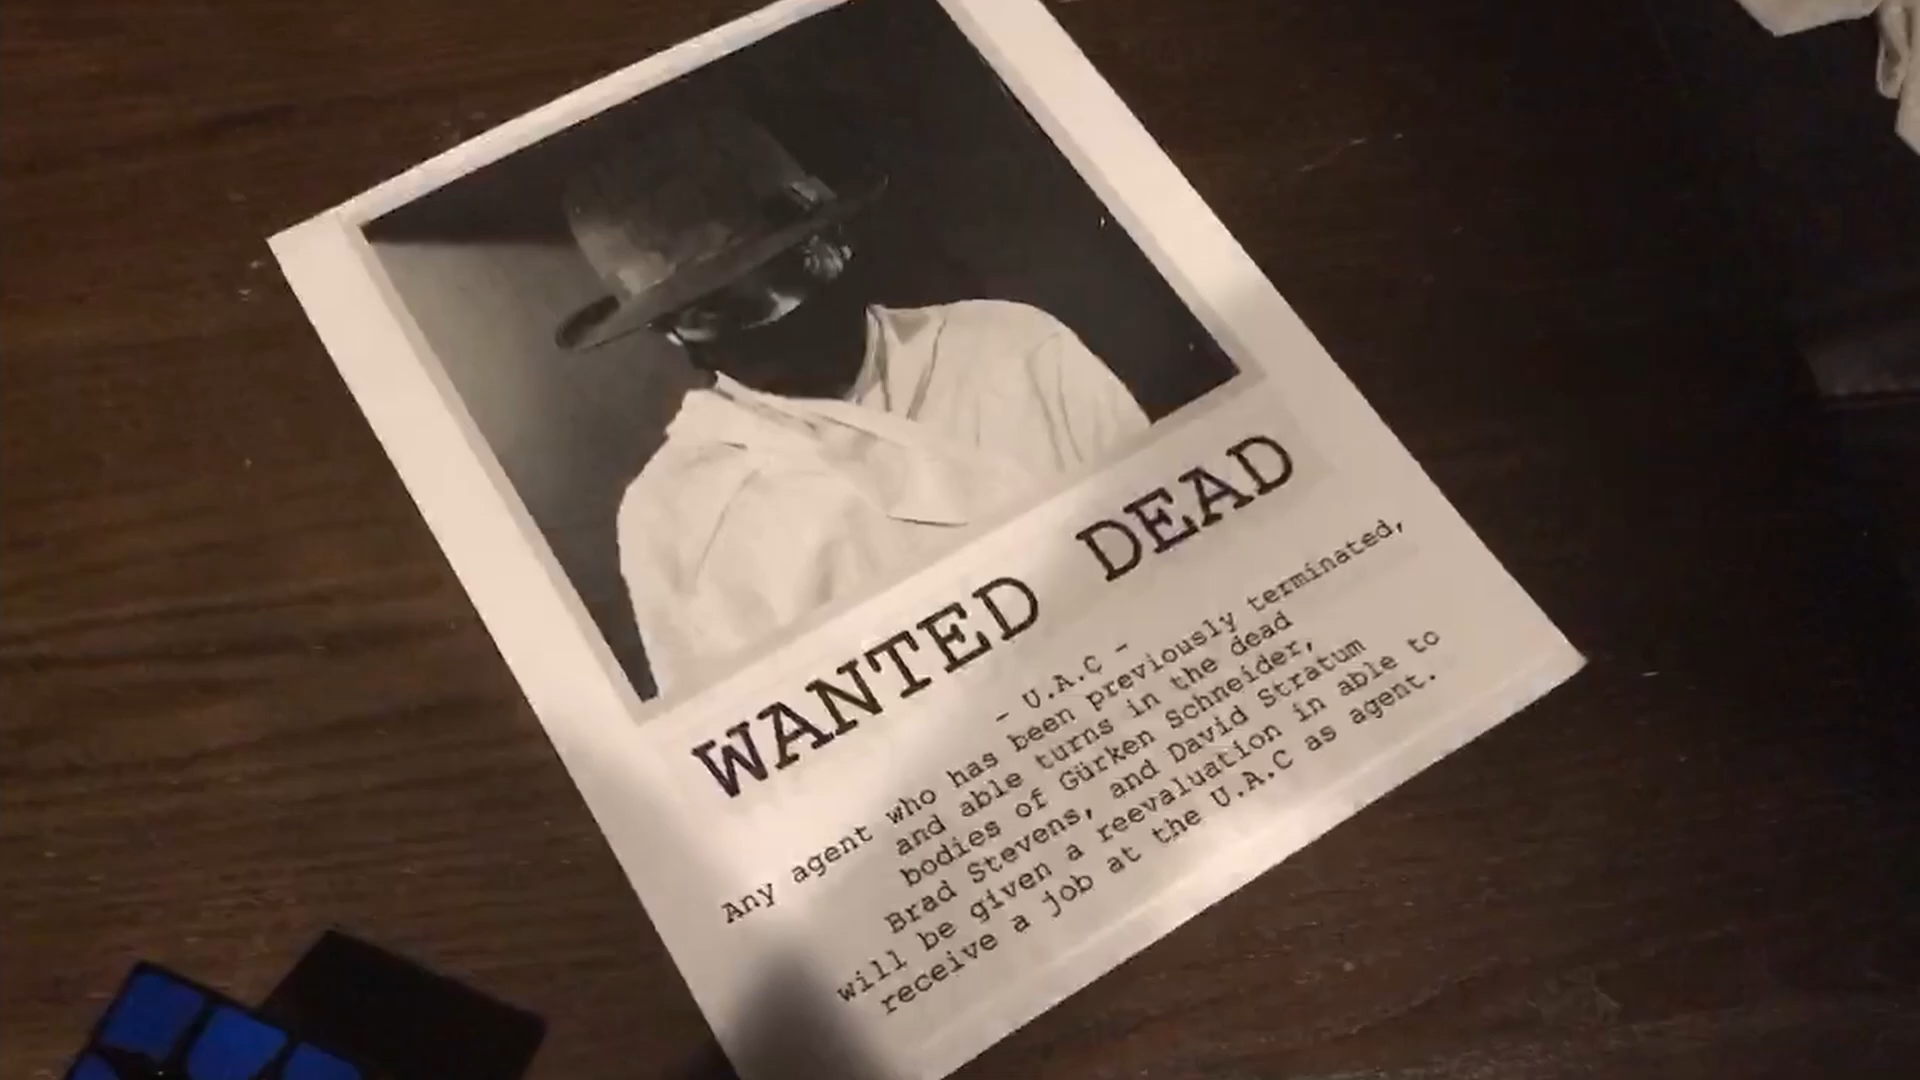 WANTED DEAD
- U.A.C -
Any agent who has been previously terminated,
and able turns in the dead
bodies of Gürken Schneider,
Brad Stevens, and David Stratum
will be given a reevaluation in able to
receive a job at the U.A.C as agent.